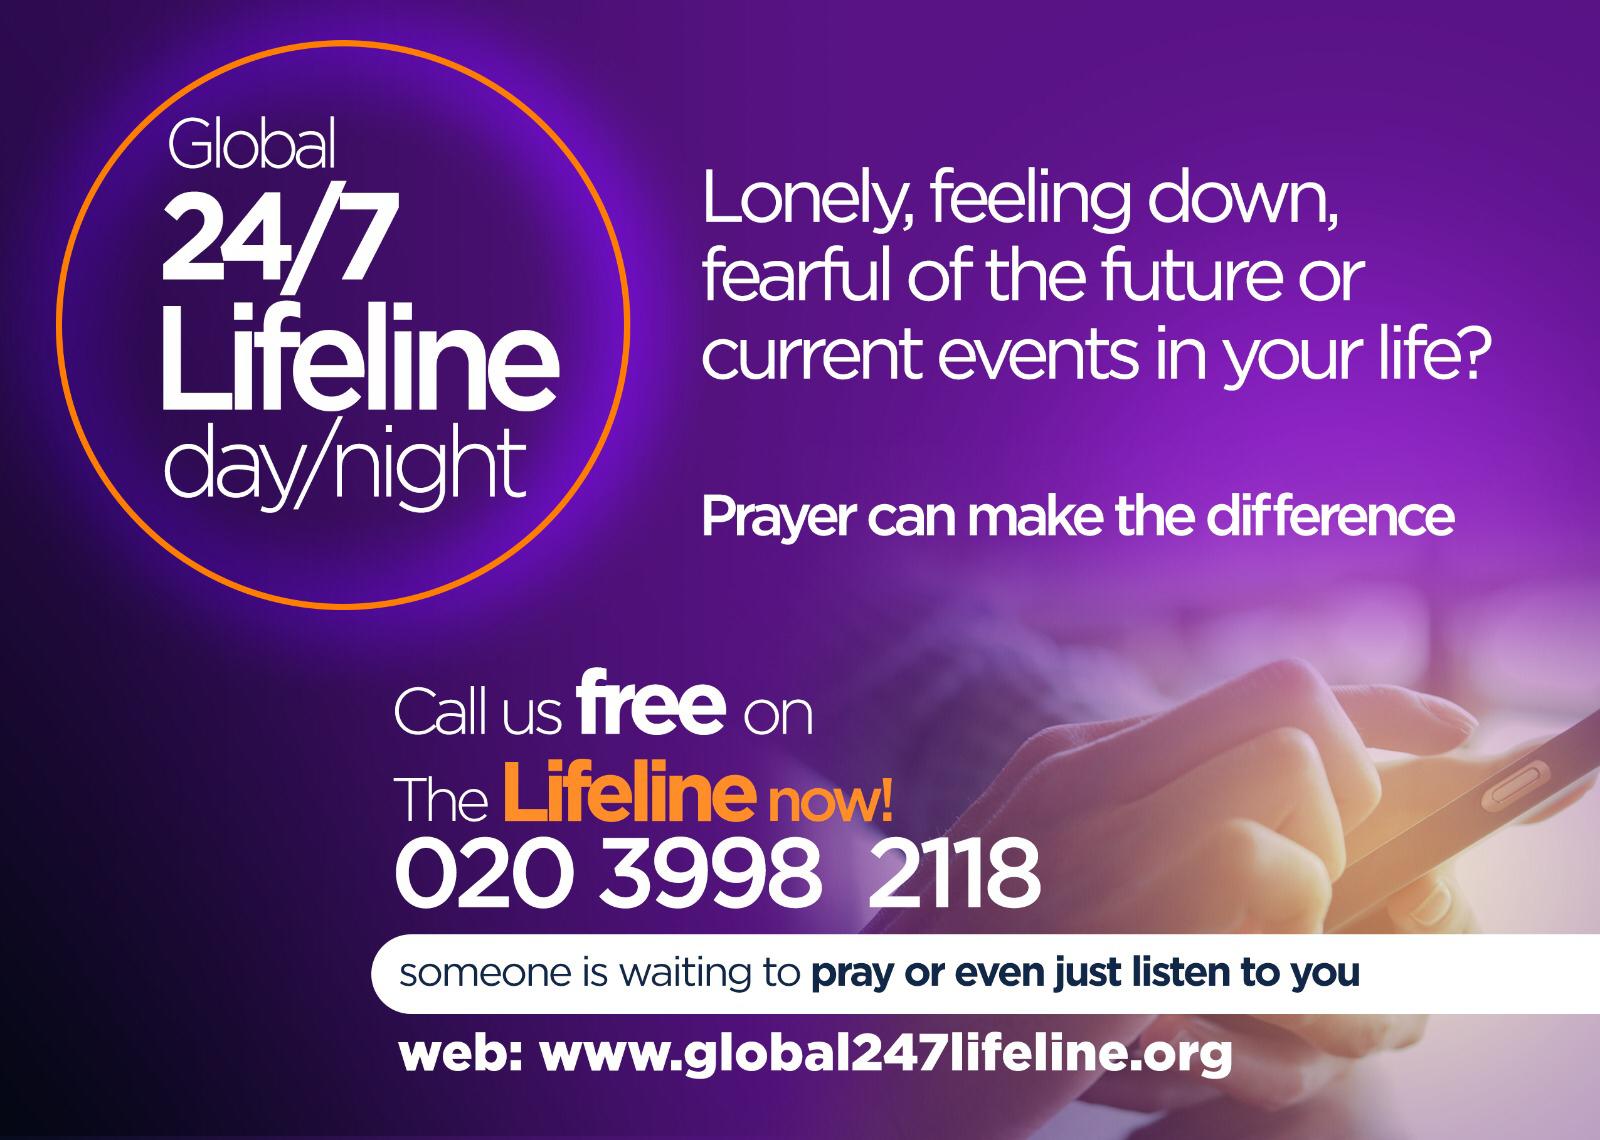 Global
24/7
Lifeline
day/night
Lonely, feeling down,
fearful of the future or
current events in your life?
Prayer can make the difference
Call us free on
The Lifeline now!
020 3998 2118
someone is waiting to pray or even just listen to you
web: www.global247lifeline.org